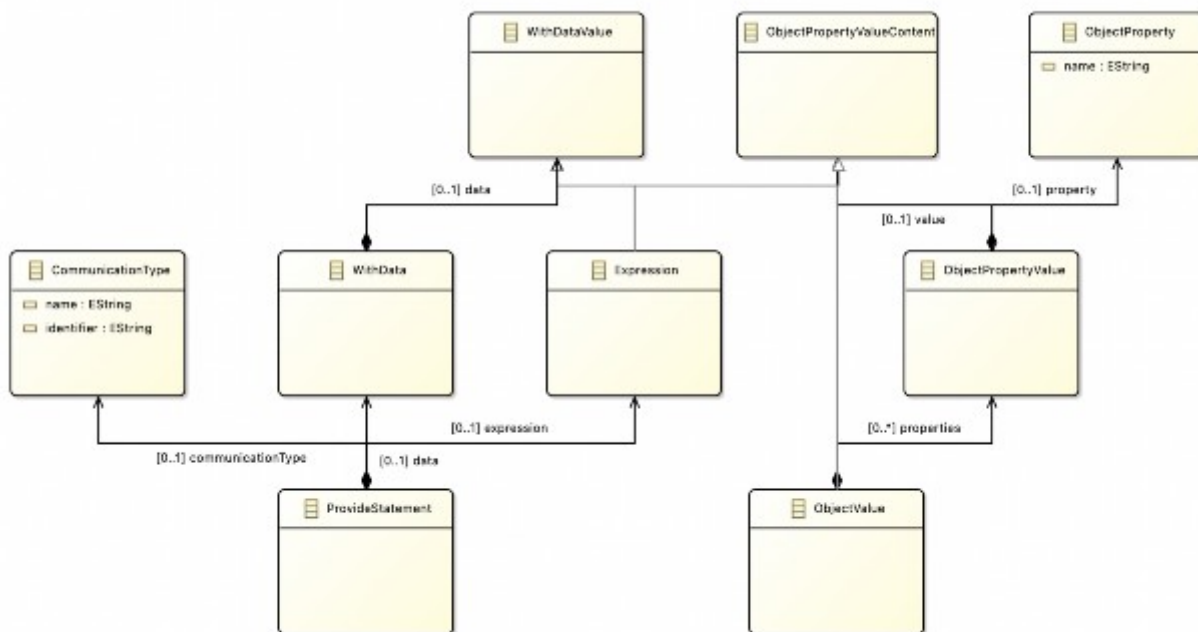 WithDataValue
ObjectPropertyValueContent
ObjectProperty
name : EString
[0..1] data
[0..1] property
[0..1] value
CommunicationType
WithData
Expression
ObjectPropertyValue
name : EString
identifier : EString
[0..1] expression
[0..*] properties
[0..1] communicationType
[0..1] data
ProvideStatement
ObjectValue